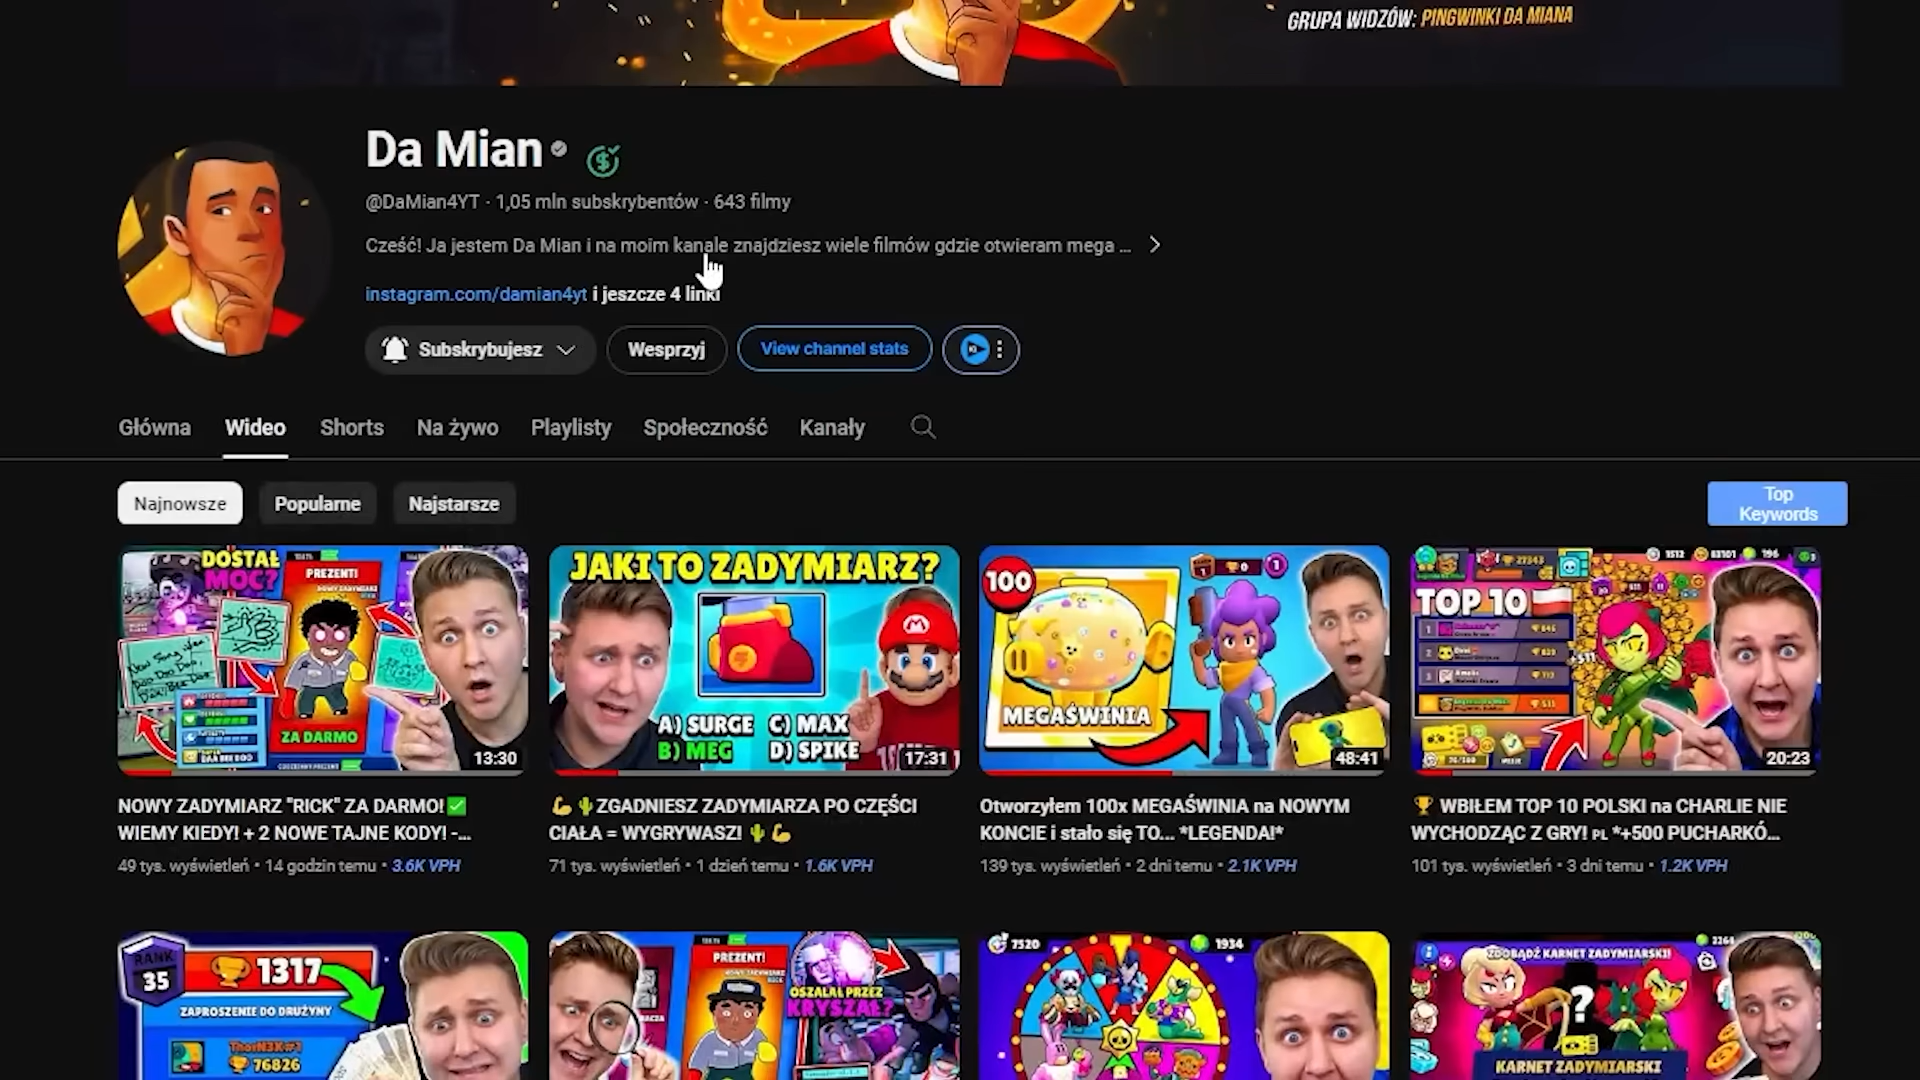 GRUPA WIDZÓW: PINGWINKI DA MIANA
Da Mian
@DaMian4YT · 1,05 mln subskrybentów · 643 filmy
Cześć! Ja jestem Da Mian i na moim kanale znajdziesz wiele filmów gdzie otwieram mega ...
instagram.com/damian4yt i jeszcze 4 linki
Subskrybujesz
Wesprzyj
View channel stats
Główna
Wideo
Shorts
Na żywo
Playlisty
Społeczność
Kanały
Najnowsze
Popularne
Najstarsze
Top
Keywords
DOSTAŁ
MOC?
PREZENT!
ZA DARMO
13:30
JAKI TO ZADYMIARZ?
A) SURGE C) MAX
B) MEG D) SPIKE
17:31
100
MEGAŚWINIA
48:41
TOP 10
20:23
NOWY ZADYMIARZ "RICK" ZA DARMO!✅
WIEMY KIEDY! + 2 NOWE TAJNE KODY! -...
49 tys. wyświetleń • 14 godzin temu • 3.6K VPH
💪🌵ZGADNIESZ ZADYMIARZA PO CZĘŚCI
CIAŁA = WYGRYWASZ! 🌵💪
71 tys. wyświetleń • 1 dzień temu • 1.6K VPH
Otworzyłem 100x MEGAŚWINIA na NOWYM
KONCIE i stało się TO... *LEGENDA!*
139 tys. wyświetleń • 2 dni temu • 2.1K VPH
🏆 WBIŁEM TOP 10 POLSKI na CHARLIE NIE
WYCHODZĄC Z GRY! PL *+500 PUCHARKÓ...
101 tys. wyświetleń • 3 dni temu • 1.2K VPH
RANK
35
1317
ZAPROSZENIE DO DRUŻYNY
76826
PREZENT!
OSZALAŁ PRZEZ
KRYSZAŁ?
7520
1934
ZDOBĄDŹ KARNET ZADYMIARSKI!
?
KARNET ZADYMIARSKI